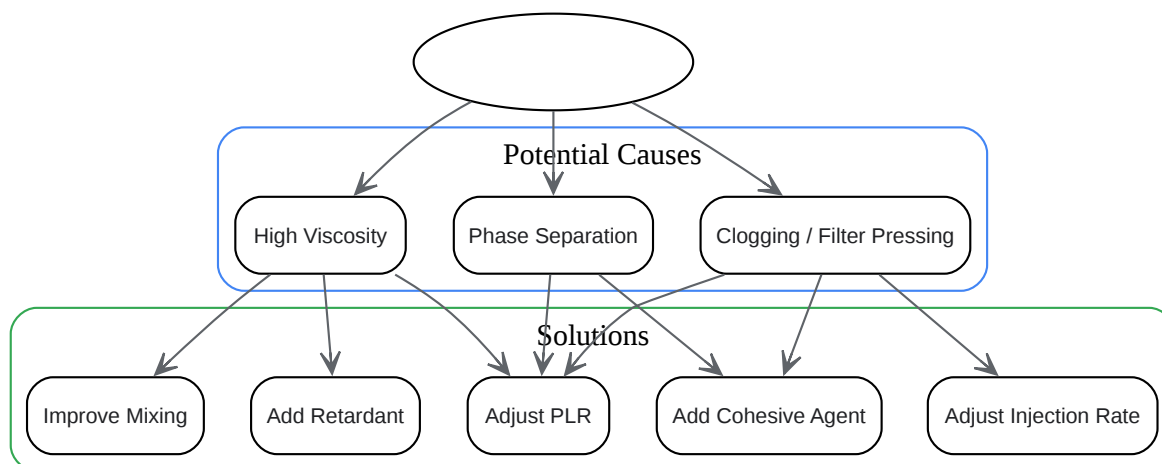 Potential Causes
High Viscosity
Phase Separation
Clogging / Filter Pressing
Solutions
Improve Mixing
Add Retardant
Adjust PLR
Add Cohesive Agent
Adjust Injection Rate